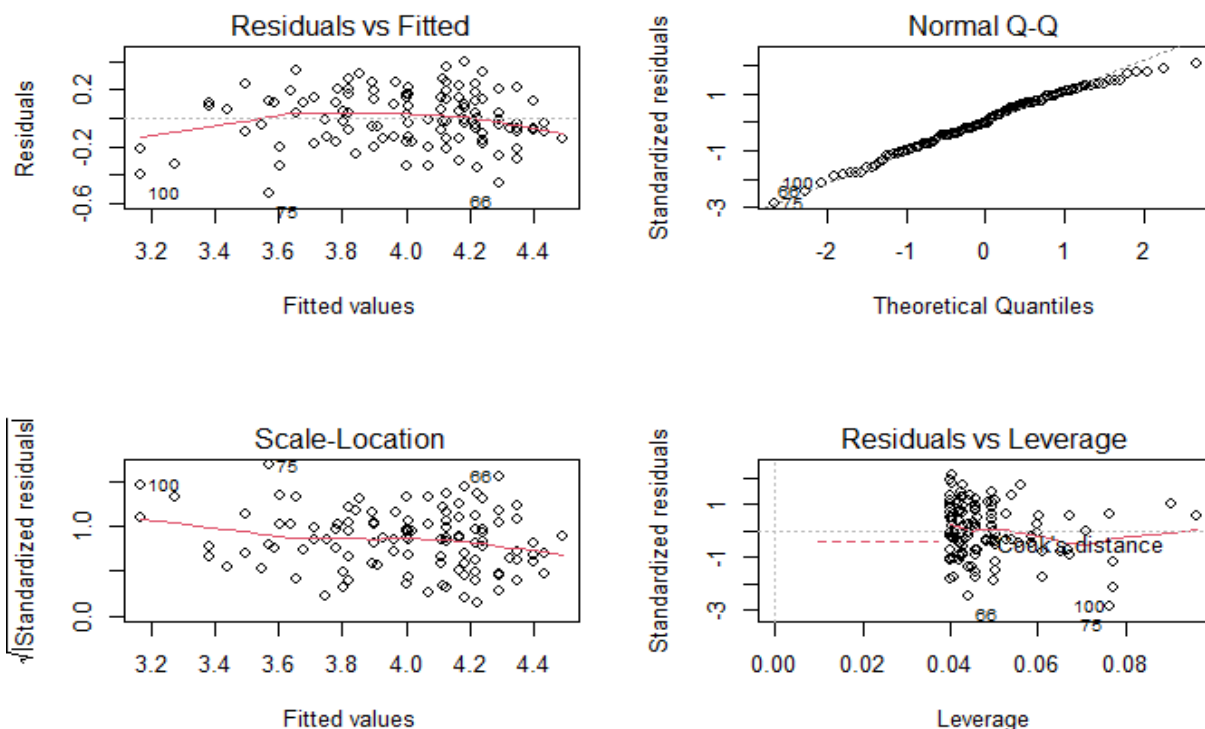 Residuals vs Fitted
Residuals
0.2
-0.2
-0.6
100
75
66
3.2 3.4 3.6 3.8 4.0 4.2 4.4
Fitted values
Normal Q-Q
Standardized residuals
1
-1
-3
100
66
75
-2 -1 0 1 2
Theoretical Quantiles
Scale-Location
√|Standardized residuals|
1.0
0.0
75
100
66
3.2 3.4 3.6 3.8 4.0 4.2 4.4
Fitted values
Residuals vs Leverage
Standardized residuals
1
-1
-3
Cook's distance
66
100
75
0.00 0.02 0.04 0.06 0.08
Leverage